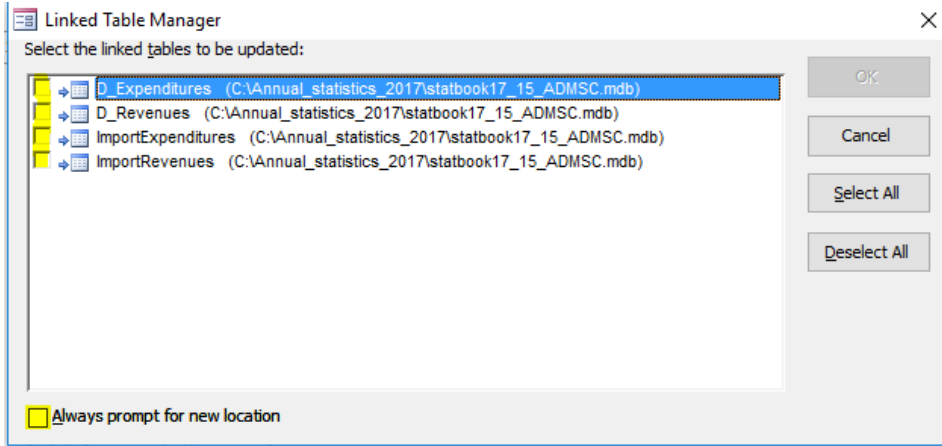 Linked Table Manager
Select the linked tables to be updated:
D_Expenditures (C:\Annual_statistics_2017\statbook17_15_ADMSC.mdb)
OK
D_Revenues (C:\Annual_statistics_2017\statbook17_15_ADMSC.mdb)
ImportExpenditures (C:\Annual_statistics_2017\statbook17_15_ADMSC.mdb)
Cancel
ImportRevenues (C:\Annual_statistics_2017\statbook17_15_ADMSC.mdb)
Select All
Deselect All
Always prompt for new location